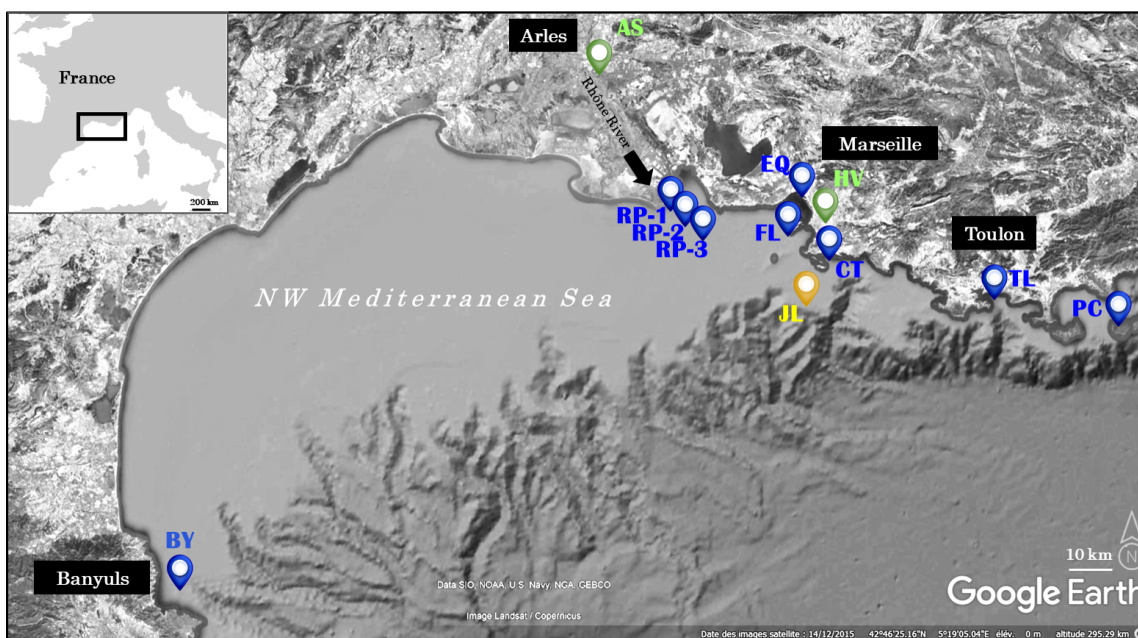 France
200 km
Arles
AS
Rhône River
Marseille
EQ
HV
RP-1
RP-2
RP-3
FL
CT
Toulon
TL
PC
JL
NW Mediterranean Sea
BY
Banyuls
10 km
N
Data SIO, NOAA, U.S. Navy, NGA, GEBCO
Image Landsat / Copernicus
Google Earth
Date des images satellite : 14/12/2015 42°46'25.16"N 5°19'05.04"E élév. 0 m altitude 295.29 km